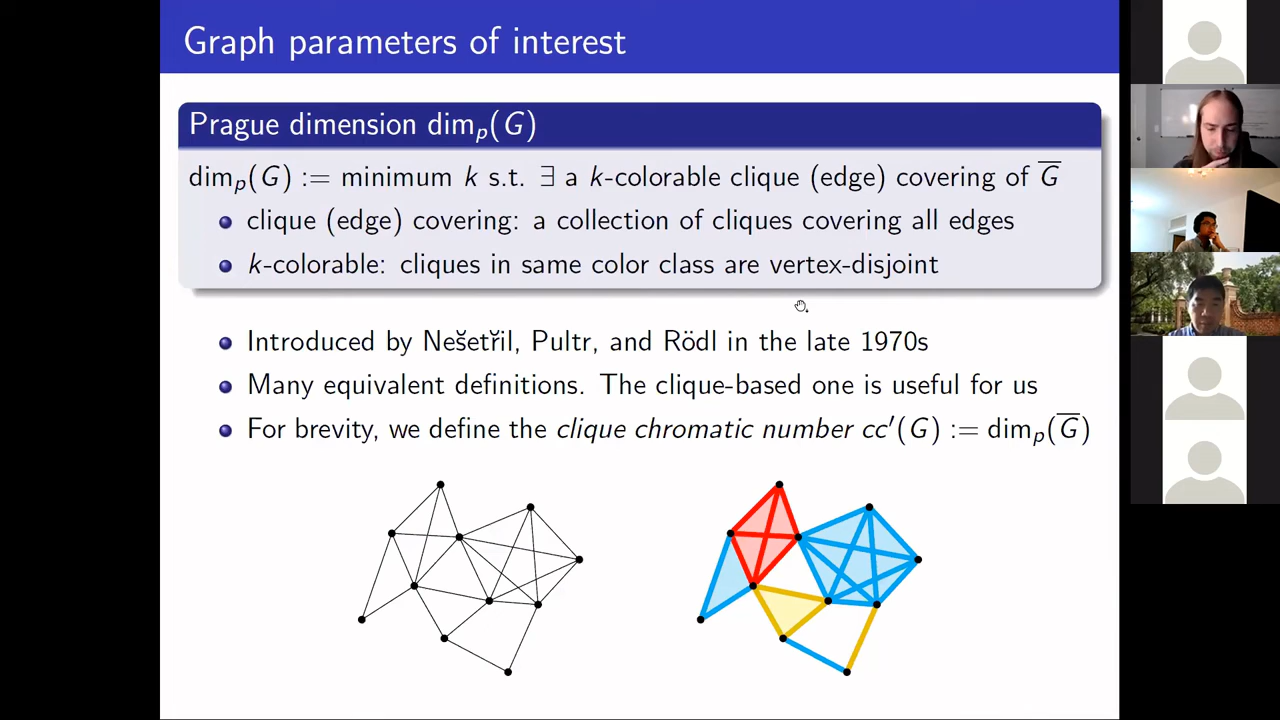 Graph parameters of interest
Prague dimension dimₚ(G)
dimₚ(G) := minimum k s.t. ∃ a k-colorable clique (edge) covering of G̅
clique (edge) covering: a collection of cliques covering all edges
k-colorable: cliques in same color class are vertex-disjoint
Introduced by Nešetřil, Pultr, and Rödl in the late 1970s
Many equivalent definitions. The clique-based one is useful for us
For brevity, we define the clique chromatic number cc′(G) := dimₚ(G̅)